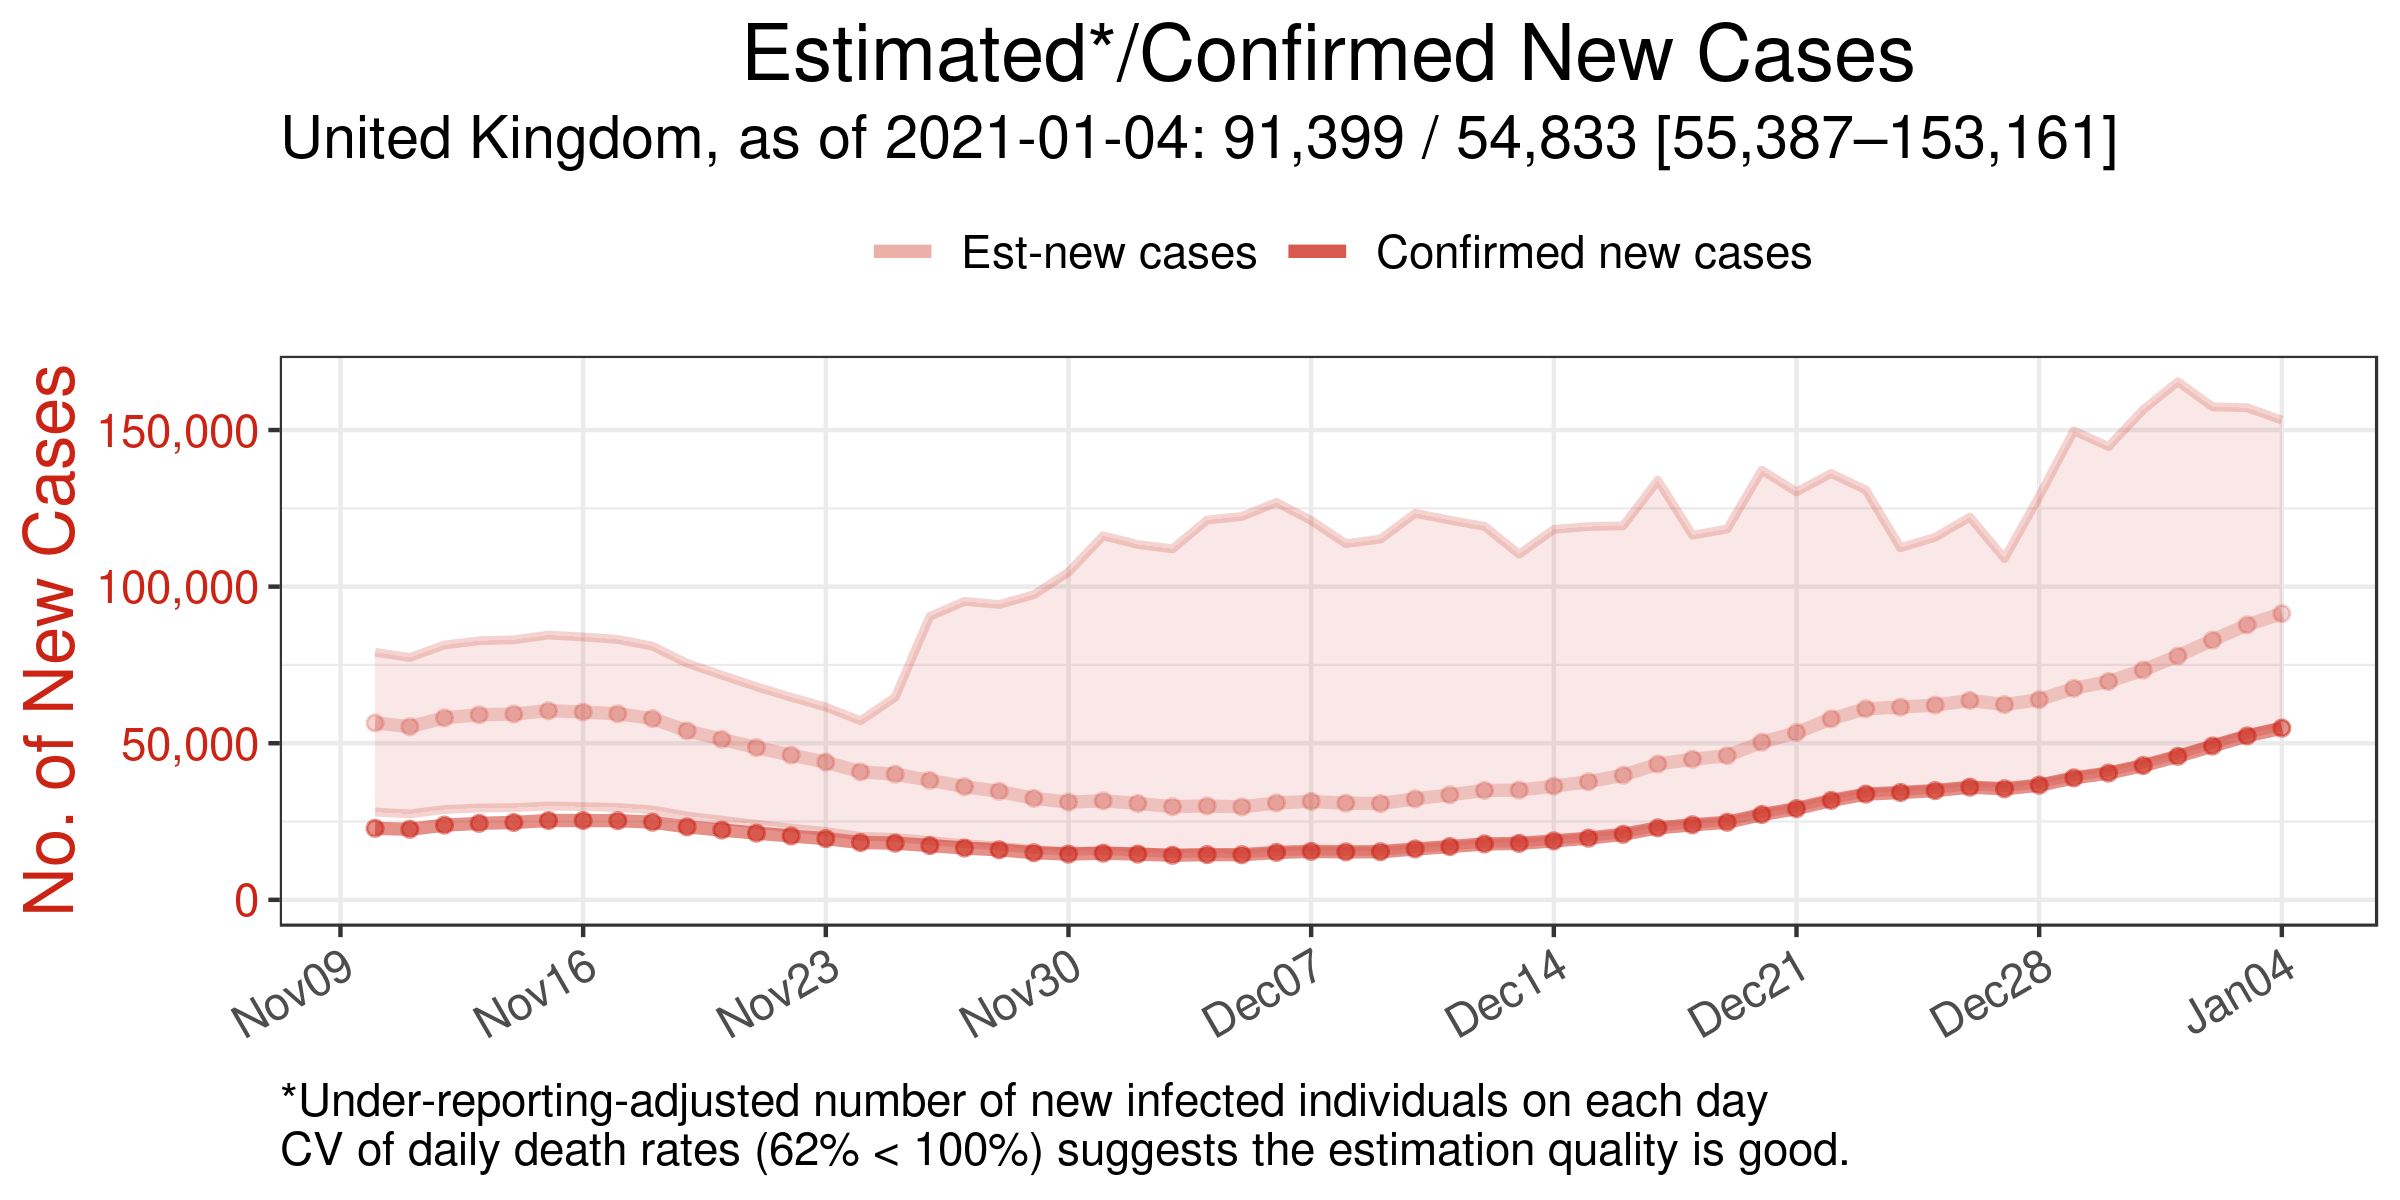 Estimated*/Confirmed New Cases
United Kingdom, as of 2021-01-04: 91,399 / 54,833 [55,387–153,161]
Est-new cases
Confirmed new cases
No. of New Cases
150,000
100,000
50,000
0
Nov09
Nov16
Nov23
Nov30
Dec07
Dec14
Dec21
Dec28
Jan04
*Under-reporting-adjusted number of new infected individuals on each day
CV of daily death rates (62% < 100%) suggests the estimation quality is good.